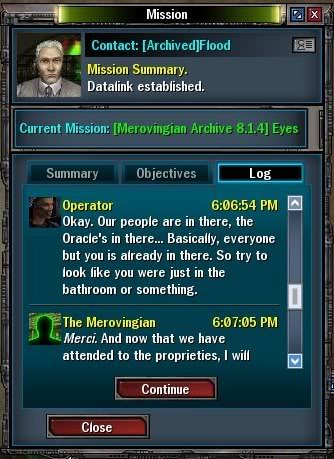 Mission
Contact: [Archived]Flood
Mission Summary.
Datalink established.
Current Mission: [Merovingian Archive 8.1.4] Eyes
Summary Objectives Log
Operator 6:06:54 PM
Okay. Our people are in there, the
Oracle's in there... Basically, everyone
but you is already in there. So try to
look like you were just in the
bathroom or something.
The Merovingian 6:07:05 PM
Merci. And now that we have
attended to the proprieties, I will
Continue
Close